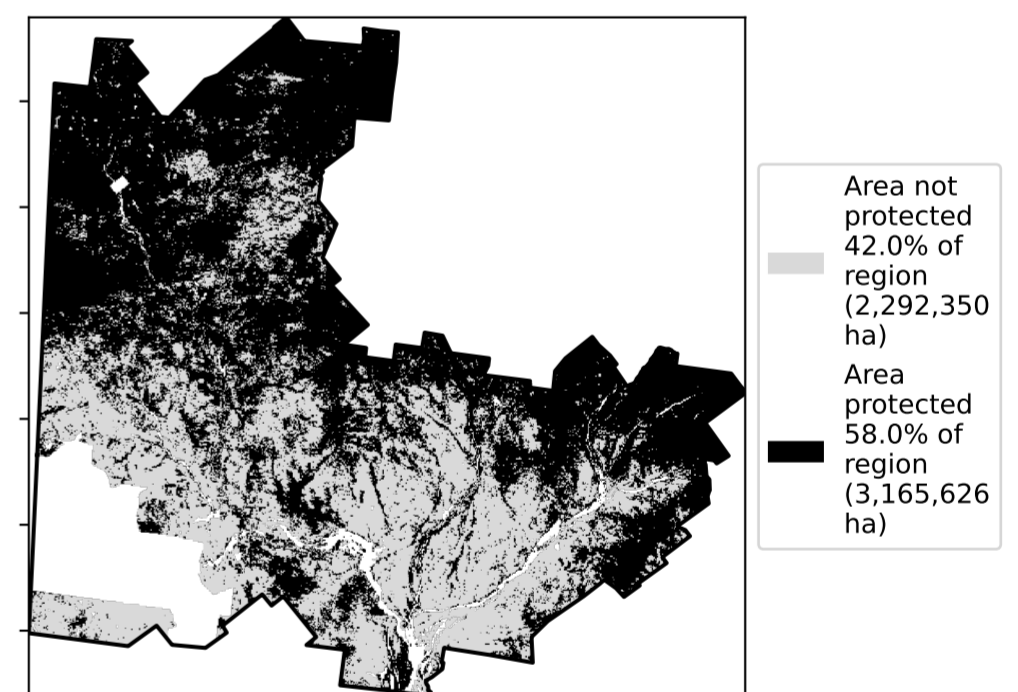 Area not
protected
42.0% of
region
(2,292,350
ha)
Area
protected
58.0% of
region
(3,165,626
ha)